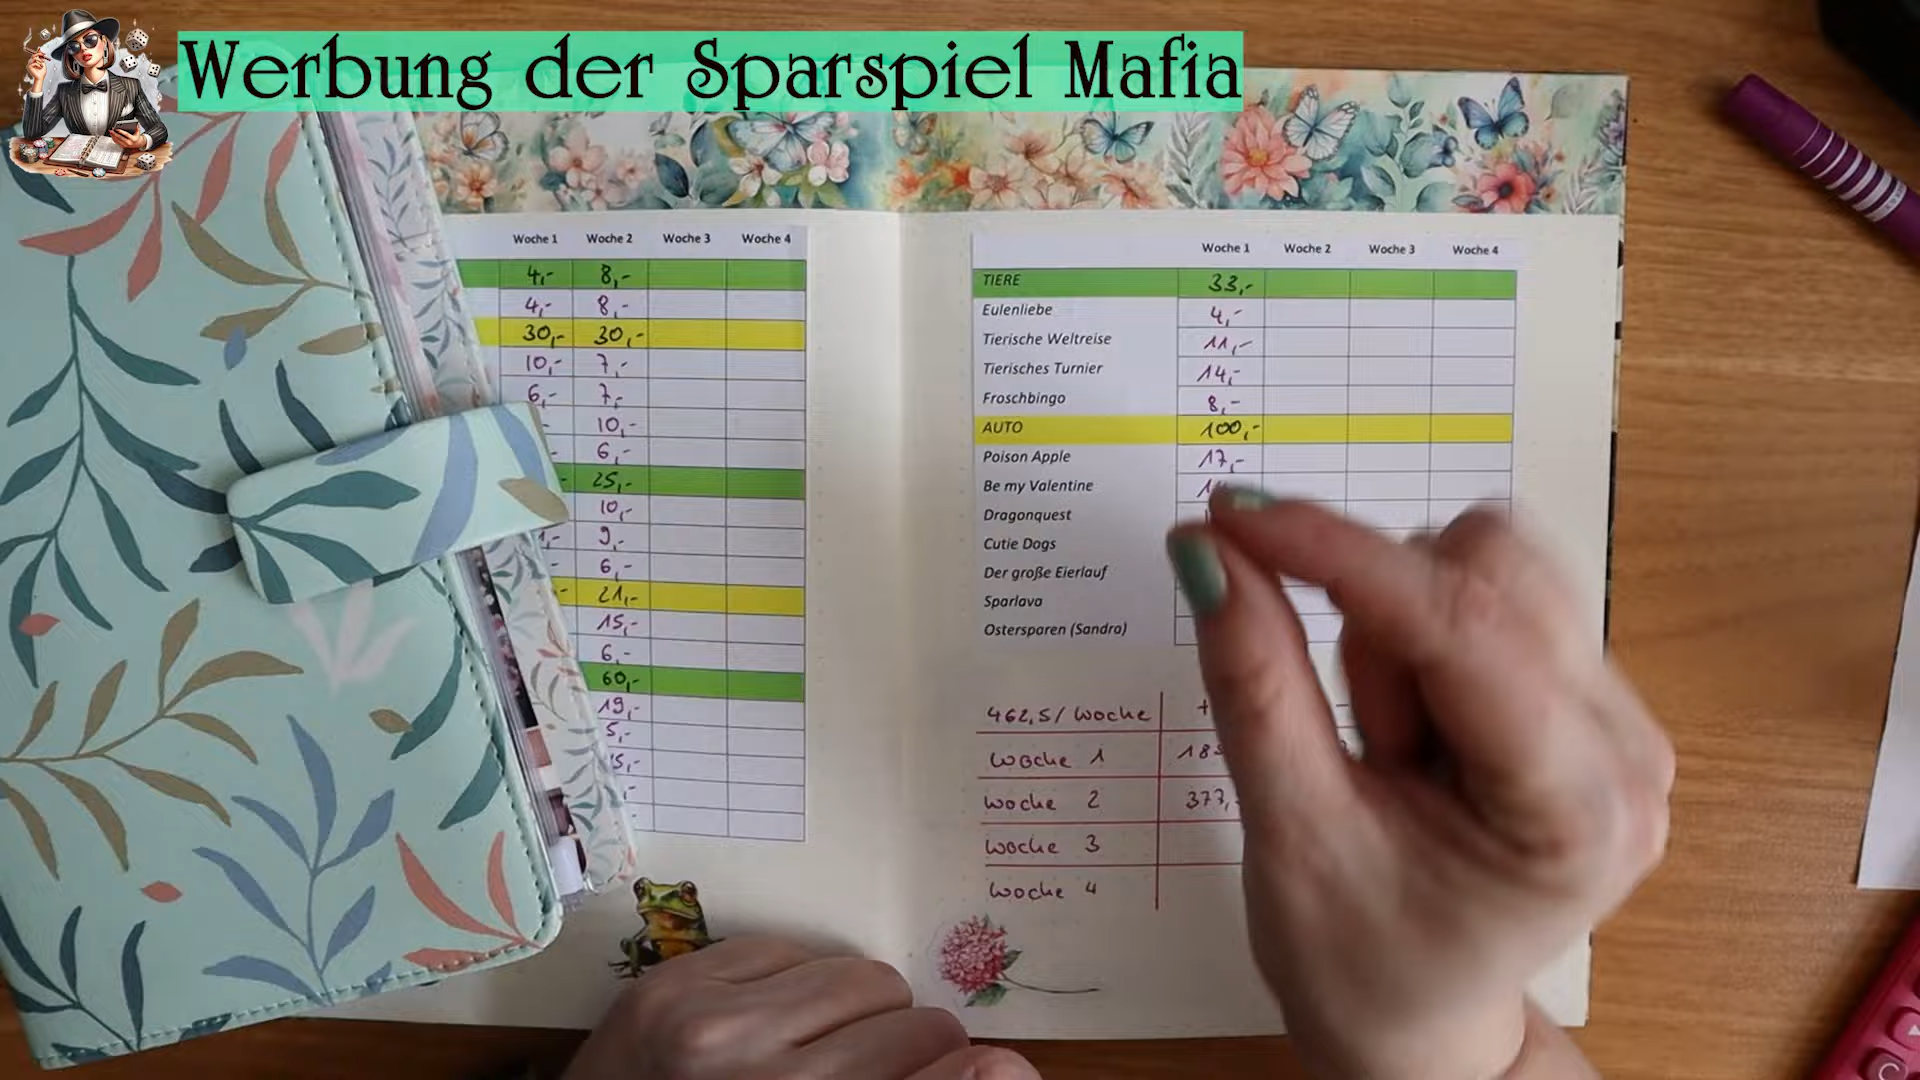 Werbung der Sparspiel Mafia
Woche 1 Woche 2 Woche 3 Woche 4
4,- 8,-
4,- 8,-
30,- 30,-
10,- 7,-
6,- 7,-
10,-
6,-
25,-
10,-
9,-
6,-
21,-
15,-
6,-
60,-
19,-
5,-
Woche 1 Woche 2 Woche 3 Woche 4
TIERE 33,-
Eulenliebe 4,-
Tierische Weltreise 11,-
Tierisches Turnier 14,-
Froschbingo 8,-
AUTO 100,-
Poison Apple 17,-
Be my Valentine
Dragonquest
Cutie Dogs
Der große Eierlauf
Sparlava
Ostersparen (Sandra)
462,5/ Woche + -
Woche 1
Woche 2 377,-
Woche 3
Woche 4